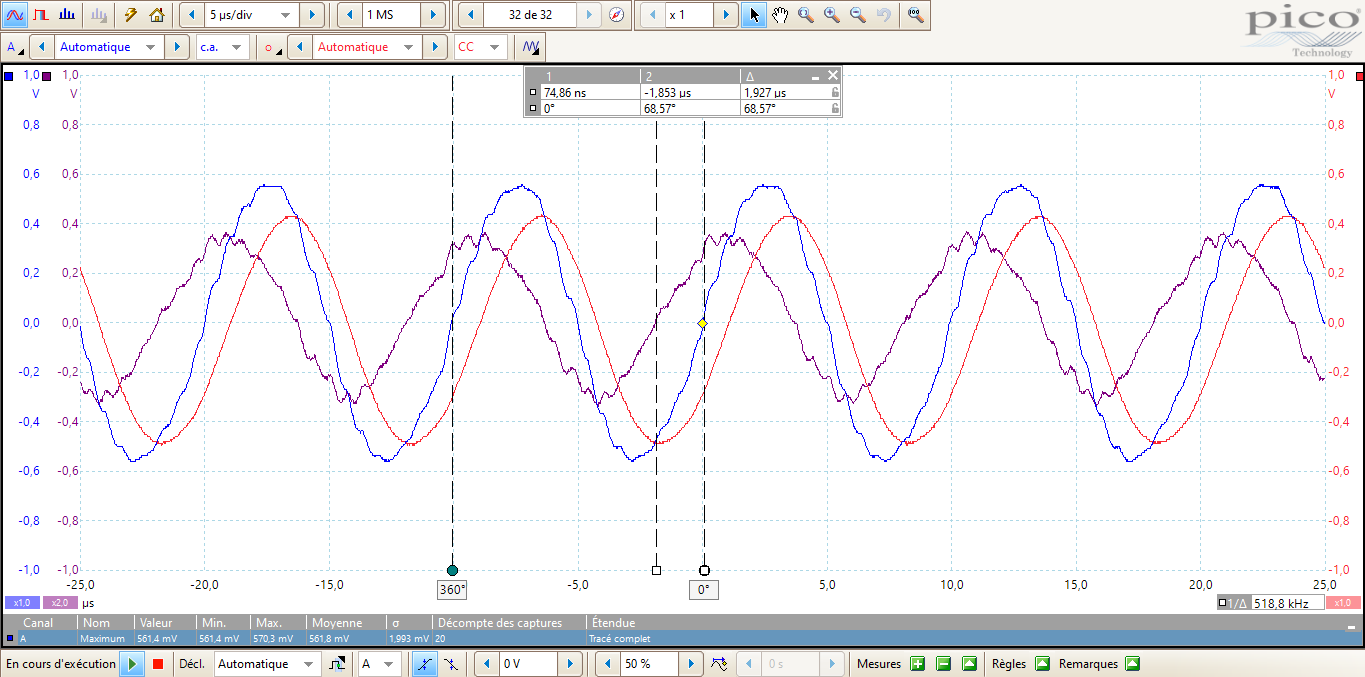 5 µs/div 1 MS 32 de 32 x 1
pico
Technology
A Automatique c.a. Automatique CC
1,0 1,0 1 2 Δ 1,0
V V 74,86 ns -1,853 µs 1,927 µs V
0° 68,57° 68,57°
0,8 0,8 0,8
0,6 0,6 0,6
0,4 0,4 0,4
0,2 0,2 0,2
0,0 0,0 0,0
-0,2 -0,2 -0,2
-0,4 -0,4 -0,4
-0,6 -0,6 -0,6
-0,8 -0,8 -0,8
-1,0 -1,0 -1,0
-25,0 -20,0 -15,0 360° -5,0 0° 5,0 10,0 15,0 20,0 25,0
x1,0 x2,0 µs 1/Δ 518,8 kHz x1,0
Canal Nom Valeur Min. Max. Moyenne σ Décompte des captures Étendue
A Maximum 561,4 mV 561,4 mV 570,3 mV 561,8 mV 1,993 mV 20 Tracé complet
En cours d'exécution Décl. Automatique A 0 V 50 % 0 s Mesures Règles Remarques